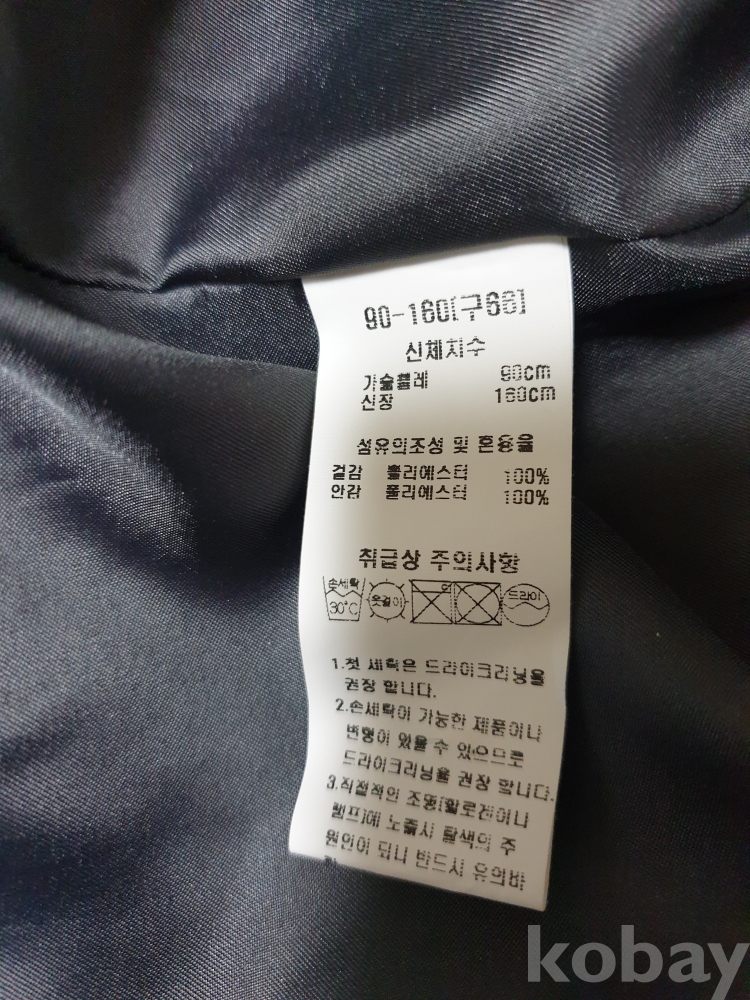 90-160[구66]
신체치수
가슴둘레 90cm
신장 160cm
섬유의조성 및 혼용율
겉감 폴리에스터 100%
안감 폴리에스터 100%
취급상 주의사항
손세탁 30°C 옷걸이 드라이
1.첫 세탁은 드라이크리닝을
권장 합니다.
2.손세탁이 가능한 제품이나
변형이 있을 수 있으므로
드라이크리닝을 권장 합니다.
3.직접적인 조명[할로겐이나
램프]에 노출시 탈색의 주
원인이 되니 반드시 유의바
kobay